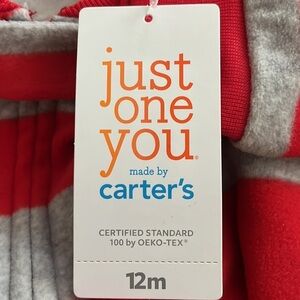 just
one
you®
made by
carter's
CERTIFIED STANDARD
100 by OEKO-TEX®
12m